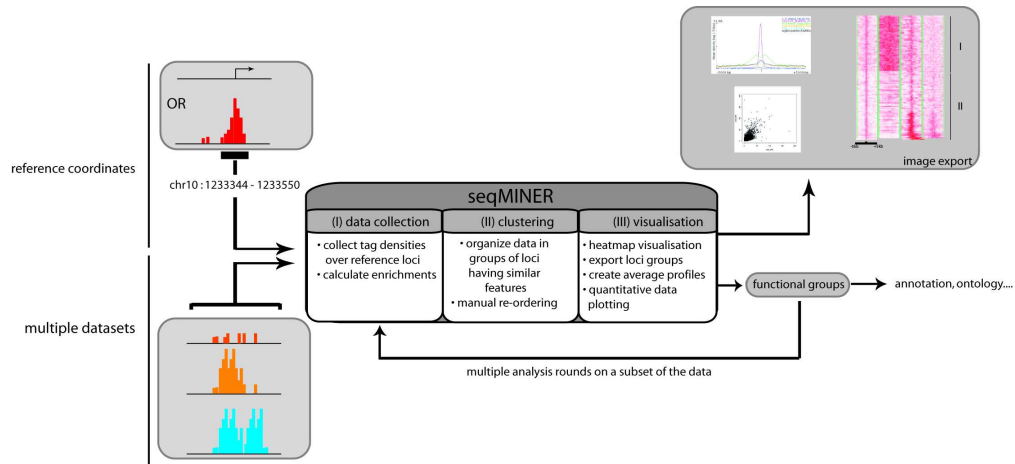 OR
reference coordinates
chr10 : 1233344 - 1233550
multiple datasets
seqMINER
(I) data collection
• collect tag densities
over reference loci
• calculate enrichments
(II) clustering
• organize data in
groups of loci
having similar
features
• manual re-ordering
(III) visualisation
• heatmap visualisation
• export loci groups
• create average profiles
• quantitative data
plotting
I
II
image export
functional groups
annotation, ontology....
multiple analysis rounds on a subset of the data